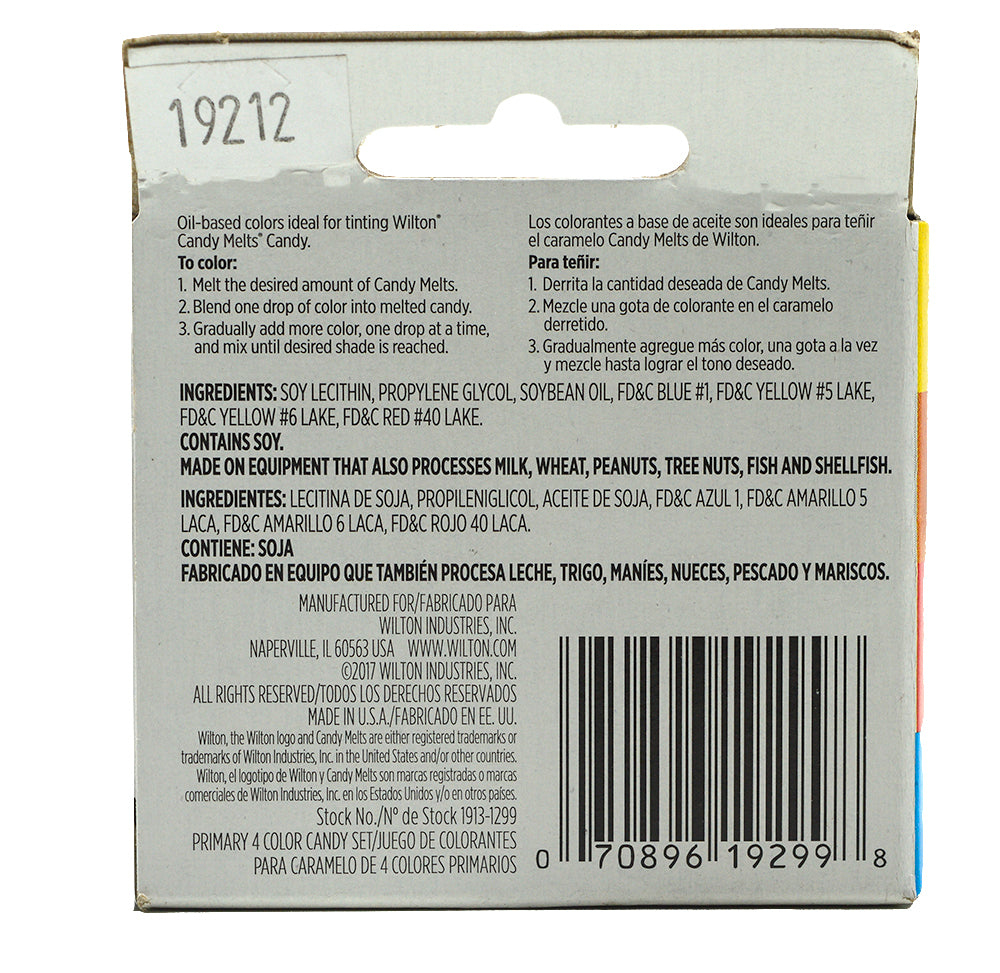 19212
Oil-based colors ideal for tinting Wilton®
Candy Melts® Candy.
To color:
1. Melt the desired amount of Candy Melts.
2. Blend one drop of color into melted candy.
3. Gradually add more color, one drop at a time,
and mix until desired shade is reached.
Los colorantes a base de aceite son ideales para teñir
el caramelo Candy Melts de Wilton.
Para teñir:
1. Derrita la cantidad deseada de Candy Melts.
2. Mezcle una gota de colorante en el caramelo
derretido.
3. Gradualmente agregue más color, una gota a la vez
y mezcle hasta lograr el tono deseado.
INGREDIENTS: SOY LECITHIN, PROPYLENE GLYCOL, SOYBEAN OIL, FD&C BLUE #1, FD&C YELLOW #5 LAKE,
FD&C YELLOW #6 LAKE, FD&C RED #40 LAKE.
CONTAINS SOY.
MADE ON EQUIPMENT THAT ALSO PROCESSES MILK, WHEAT, PEANUTS, TREE NUTS, FISH AND SHELLFISH.
INGREDIENTES: LECITINA DE SOJA, PROPILENIGLICOL, ACEITE DE SOJA, FD&C AZUL 1, FD&C AMARILLO 5
LACA, FD&C AMARILLO 6 LACA, FD&C ROJO 40 LACA.
CONTIENE: SOJA
FABRICADO EN EQUIPO QUE TAMBIÉN PROCESA LECHE, TRIGO, MANÍES, NUECES, PESCADO Y MARISCOS.
MANUFACTURED FOR/FABRICADO PARA
WILTON INDUSTRIES, INC.
NAPERVILLE, IL 60563 USA WWW.WILTON.COM
©2017 WILTON INDUSTRIES, INC.
ALL RIGHTS RESERVED/TODOS LOS DERECHOS RESERVADOS
MADE IN U.S.A./FABRICADO EN EE. UU.
Wilton, the Wilton logo and Candy Melts are either registered trademarks or
trademarks of Wilton Industries, Inc. in the United States and/or other countries.
Wilton, el logotipo de Wilton y Candy Melts son marcas registradas o marcas
comerciales de Wilton Industries, Inc. en los Estados Unidos y/o en otros países.
Stock No./N° de Stock 1913-1299
PRIMARY 4 COLOR CANDY SET/JUEGO DE COLORANTES
PARA CARAMELO DE 4 COLORES PRIMARIOS
0 70896 19299 8